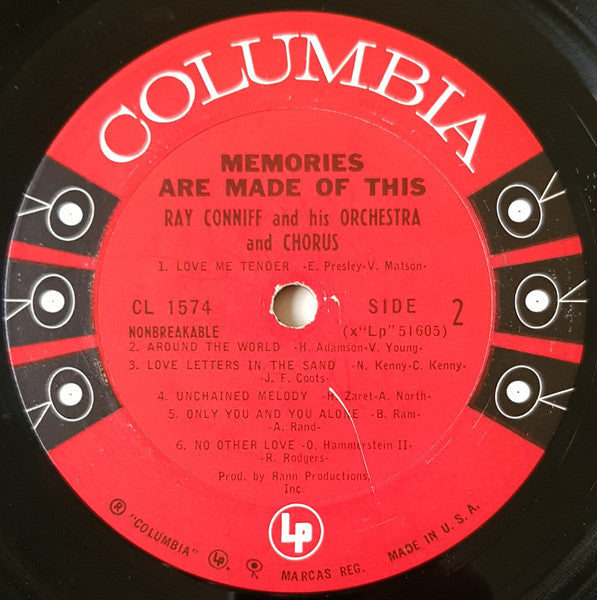 COLUMBIA
MEMORIES
ARE MADE OF THIS
RAY CONNIFF and his ORCHESTRA
and CHORUS
1. LOVE ME TENDER -E. Presley-V. Matson-
CL 1574 SIDE 2
NONBREAKABLE (x"Lp" 51605)
2. AROUND THE WORLD -H. Adamson-V. Young-
3. LOVE LETTERS IN THE SAND -N. Kenny-C. Kenny-
J. F. Coots-
4. UNCHAINED MELODY -H. Zaret-A. North-
5. ONLY YOU AND YOU ALONE -B. Ram-
A. Rand-
6. NO OTHER LOVE -O. Hammerstein II-
R. Rodgers-
Prod. by Rann Productions,
Inc.
Lp
® "COLUMBIA" Lp. MARCAS REG. MADE IN U. S. A.